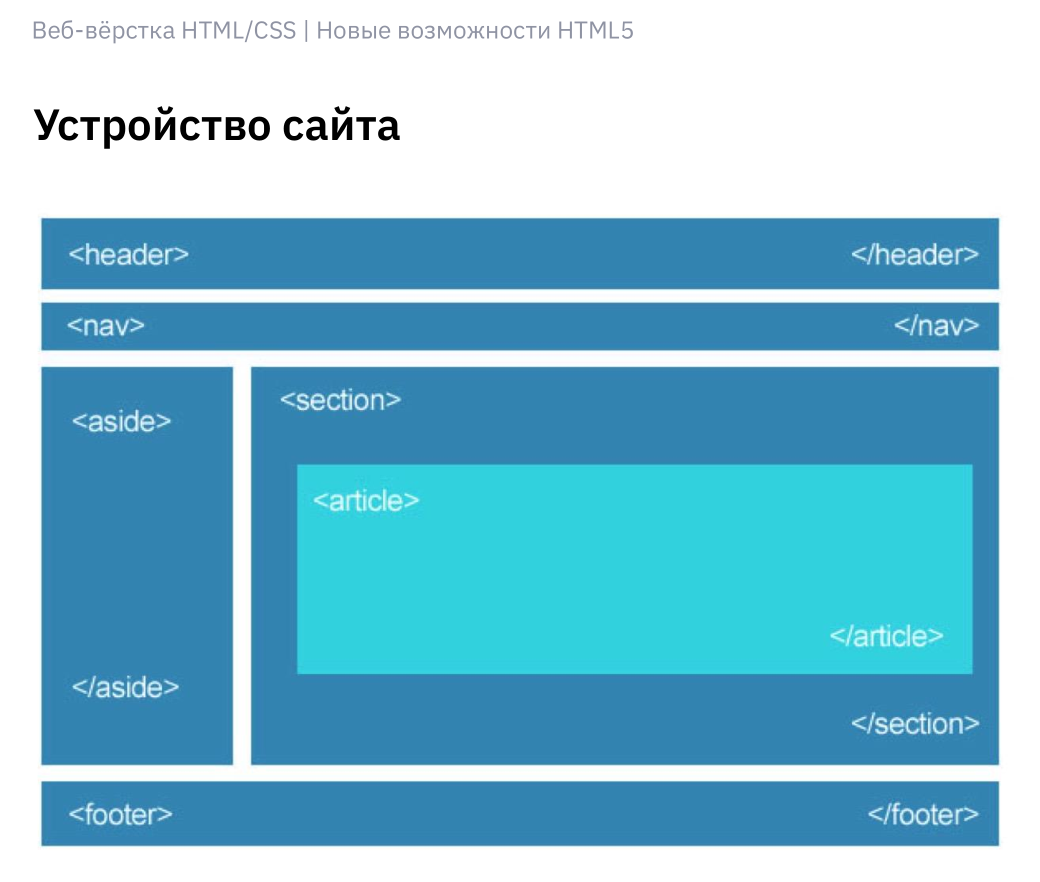 Веб-вёрстка HTML/CSS | Новые возможности HTML5
Устройство сайта
<header> </header>
<nav> </nav>
<aside>
</aside>
<section>
<article>
</article>
</section>
<footer> </footer>